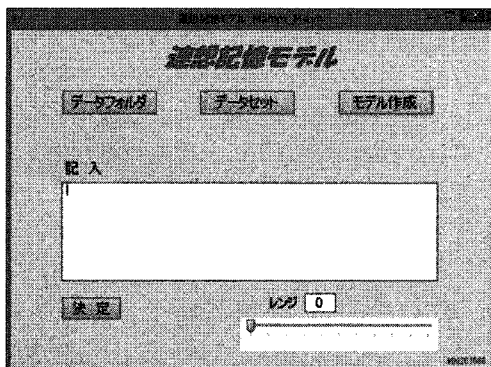 連想記憶モデル
データフォルダ データセット モデル作成
記 入
決 定 レンジ 0